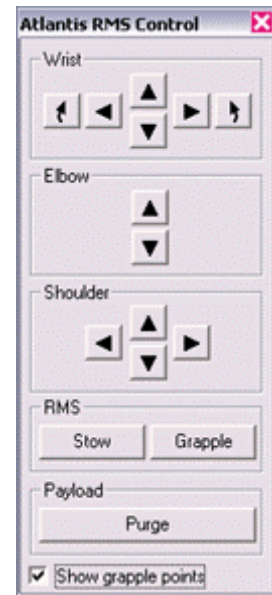 Atlantis RMS Control
Wrist
Elbow
Shoulder
RMS
Stow Grapple
Payload
Purge
Show grapple points